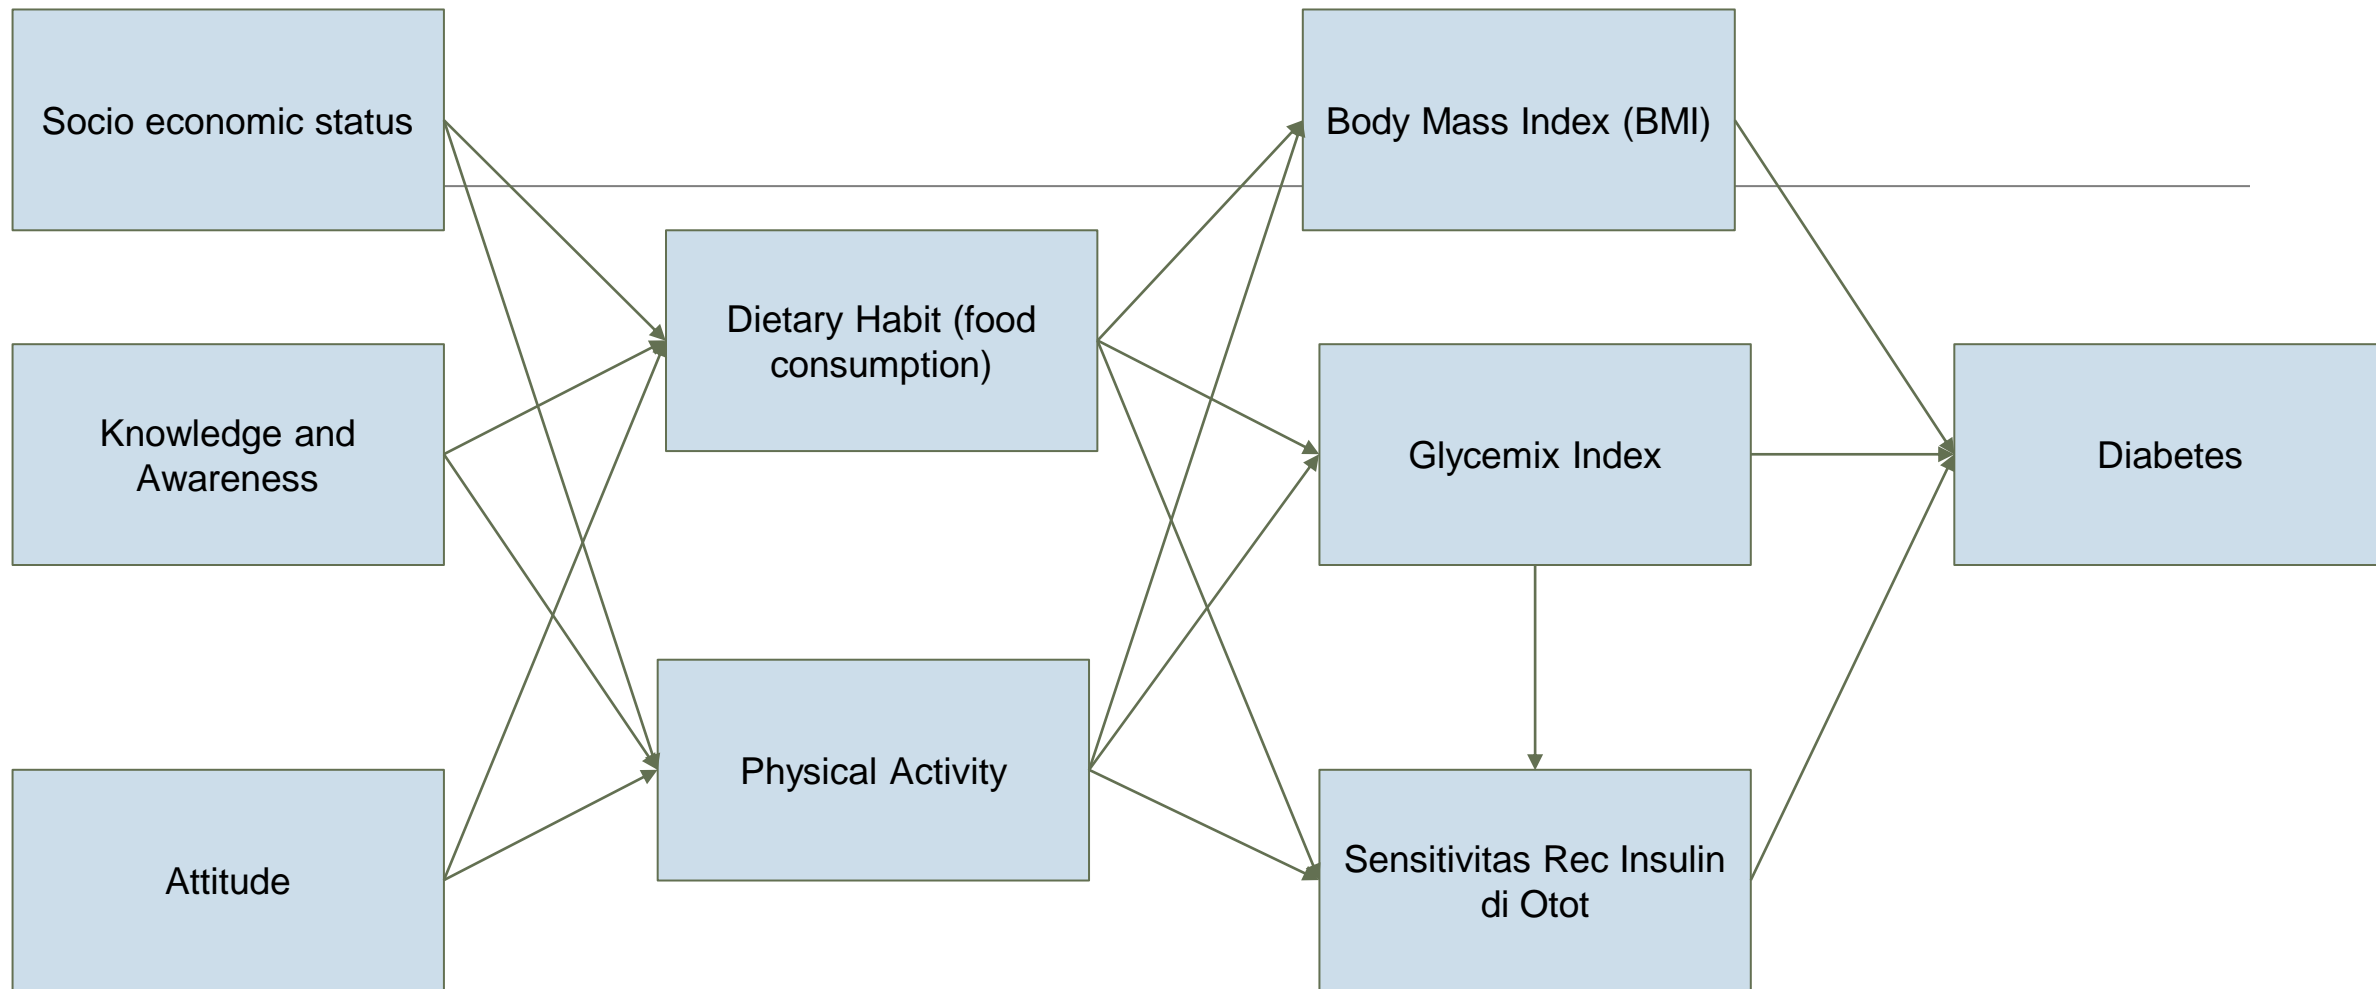 Socio economic status
Body Mass Index (BMI)
Dietary Habit (food
consumption)
Knowledge and
Awareness
Glycemix Index
Diabetes
Physical Activity
Attitude
Sensitivitas Rec Insulin
di Otot